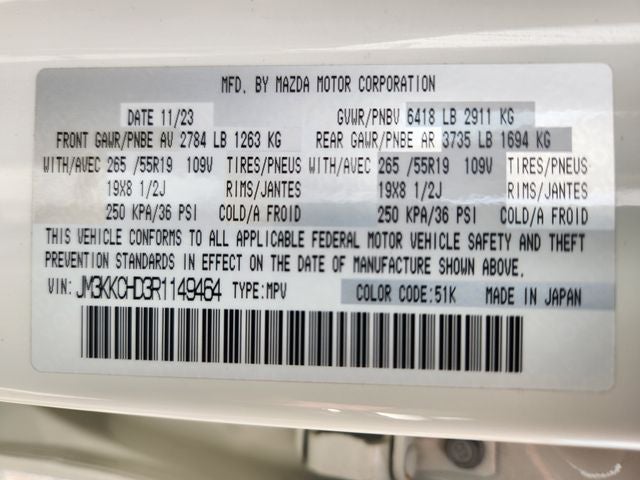 MFD. BY MAZDA MOTOR CORPORATION
DATE 11/23 GVWR/PNBV 6418 LB 2911 KG
FRONT GAWR/PNBE AV 2784 LB 1263 KG REAR GAWR/PNBE AR 3735 LB 1694 KG
WITH/AVEC 265 /55R19 109V TIRES/PNEUS WITH/AVEC 265 /55R19 109V TIRES/PNEUS
19X8 1/2J RIMS/JANTES 19X8 1/2J RIMS/JANTES
250 KPA/36 PSI COLD/A FROID 250 KPA/36 PSI COLD/A FROID
THIS VEHICLE CONFORMS TO ALL APPLICABLE FEDERAL MOTOR VEHICLE SAFETY AND THEFT
PREVENTION STANDARDS IN EFFECT ON THE DATE OF MANUFACTURE SHOWN ABOVE.
VIN: JM3KKCHD3R1149464 TYPE:MPV COLOR CODE:51K MADE IN JAPAN